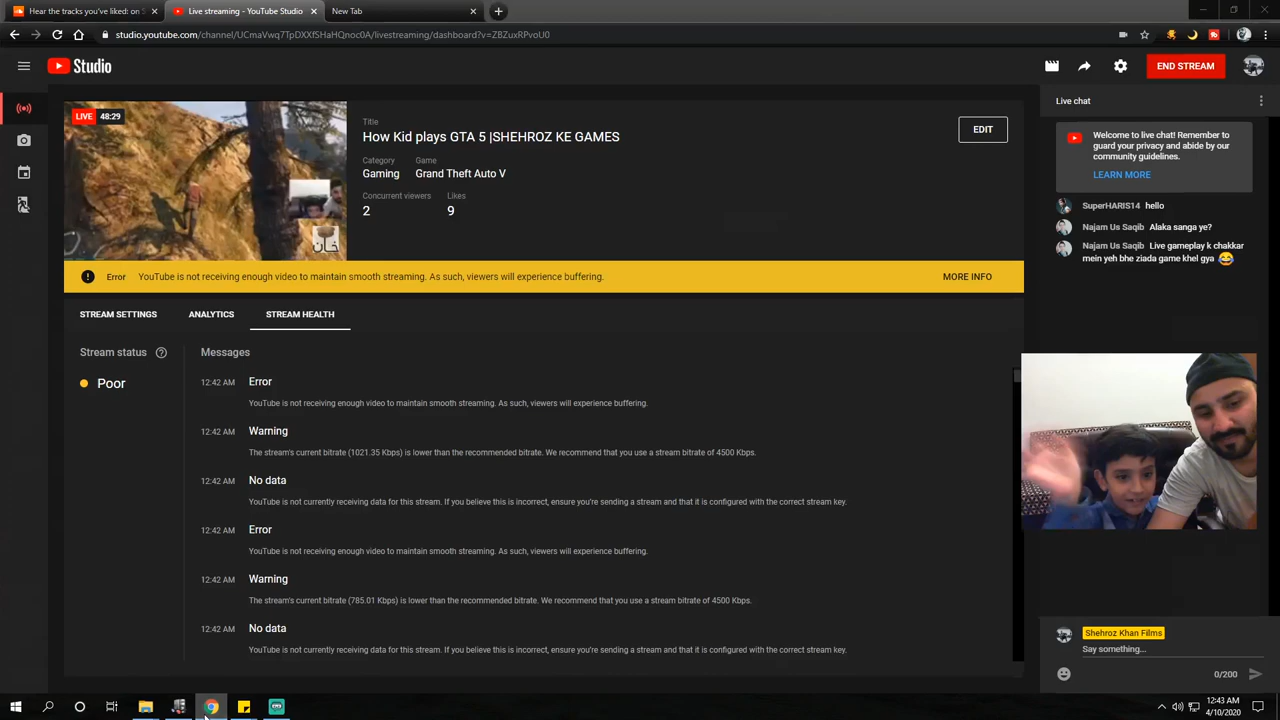 Hear the tracks you've liked: on S
Live streaming - YouTube Studio
New Tab
studio.youtube.com/channel/UCmaVwq7TpDXXfSHaHQnoc0A/livestreaming/dashboard?v=ZBZuxRPvoU0
Studio
END STREAM
LIVE 48:29
خان
Title
How Kid plays GTA 5 |SHEHROZ KE GAMES
EDIT
Category Game
Gaming Grand Theft Auto V
Concurrent viewers Likes
2 9
Error YouTube is not receiving enough video to maintain smooth streaming. As such, viewers will experience buffering. MORE INFO
STREAM SETTINGS ANALYTICS STREAM HEALTH
Stream status
Poor
Messages
12:42 AM Error
YouTube is not receiving enough video to maintain smooth streaming. As such, viewers will experience buffering.
12:42 AM Warning
The stream's current bitrate (1021.35 Kbps) is lower than the recommended bitrate. We recommend that you use a stream bitrate of 4500 Kbps.
12:42 AM No data
YouTube is not currently receiving data for this stream. If you believe this is incorrect, ensure you're sending a stream and that it is configured with the correct stream key.
12:42 AM Error
YouTube is not receiving enough video to maintain smooth streaming. As such, viewers will experience buffering.
12:42 AM Warning
The stream's current bitrate (785.01 Kbps) is lower than the recommended bitrate. We recommend that you use a stream bitrate of 4500 Kbps.
12:42 AM No data
YouTube is not currently receiving data for this stream. If you believe this is incorrect, ensure you're sending a stream and that it is configured with the correct stream key.
Live chat
Welcome to live chat! Remember to
guard your privacy and abide by our
community guidelines.
LEARN MORE
SuperHARIS14 hello
Najam Us Saqib Alaka sanga ye?
Najam Us Saqib Live gameplay k chakkar
mein yeh bhe ziada game khel gya 😂
Shehroz Khan Films
Say something...
0/200
12:43 AM
4/10/2020